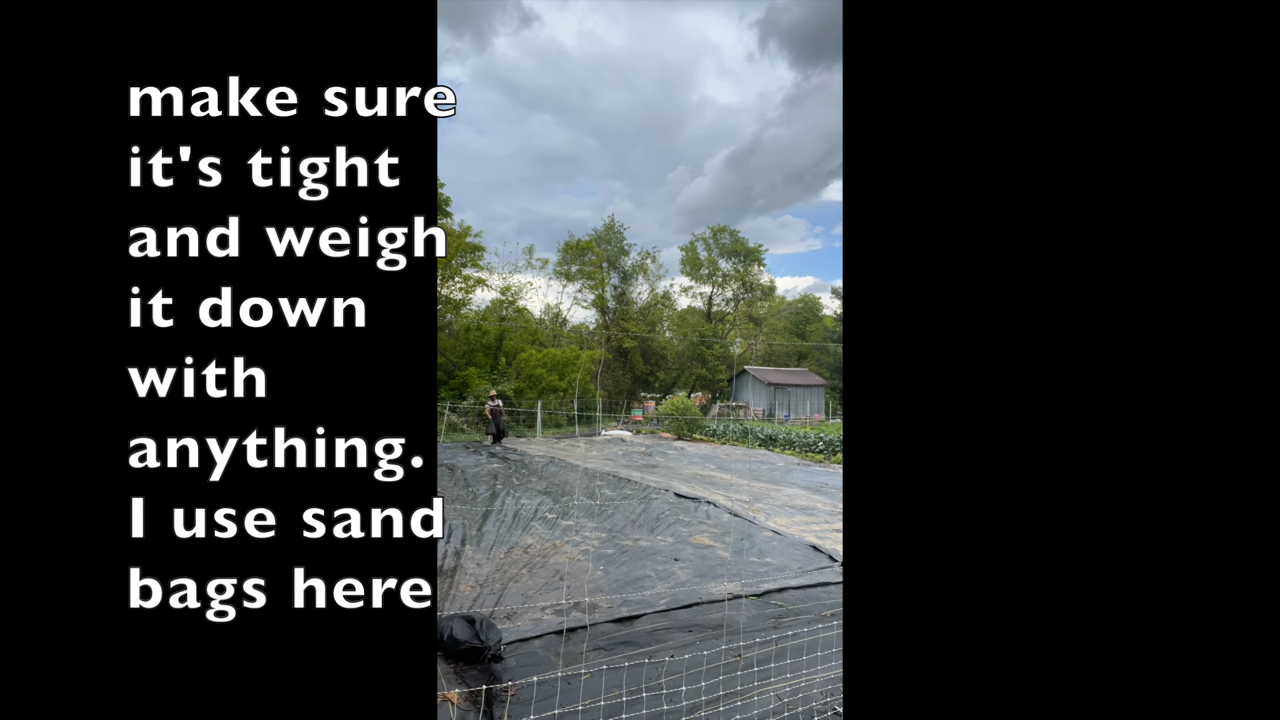 make sure
it's tight
and weigh
it down
with
anything.
I use sand
bags here